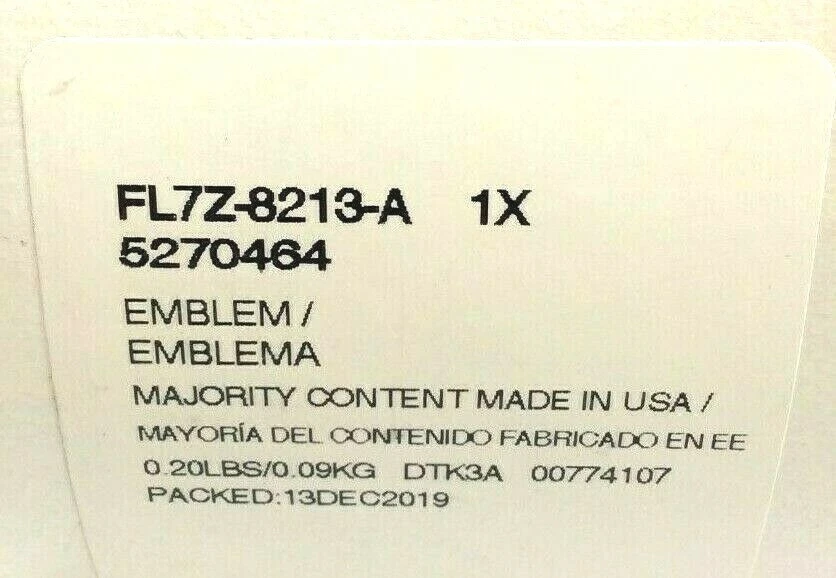 FL7Z-8213-A 1X
5270464
EMBLEM /
EMBLEMA
MAJORITY CONTENT MADE IN USA /
MAYORÍA DEL CONTENIDO FABRICADO EN EE
0.20LBS/0.09KG DTK3A 00774107
PACKED:13DEC2019